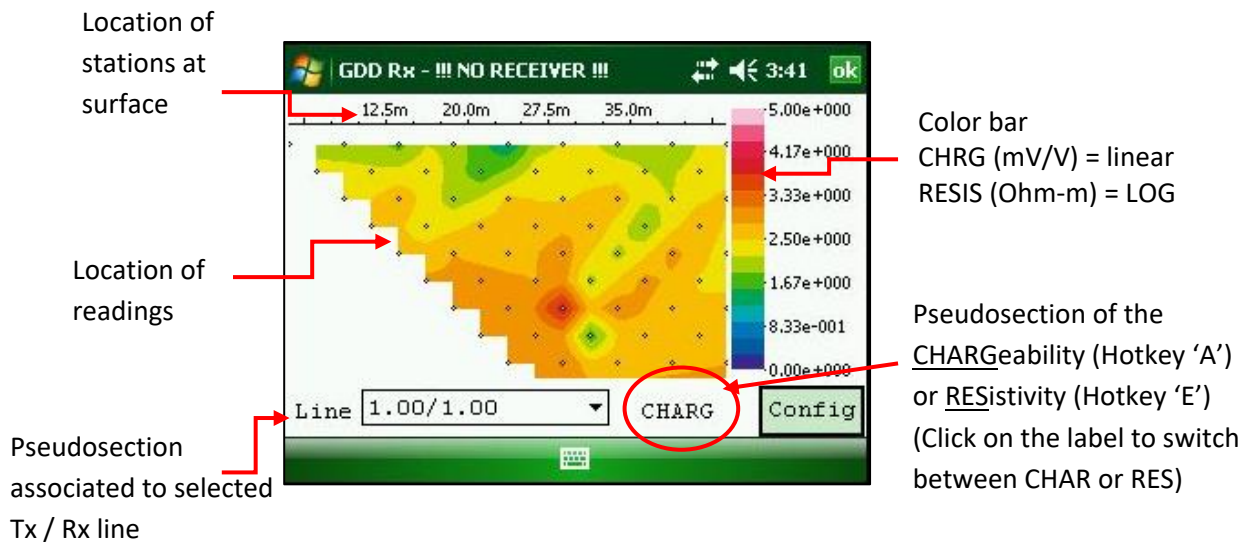 Location of
stations at
surface
GDD Rx - !!! NO RECEIVER !!!
3:41
ok
12.5m 20.0m 27.5m 35.0m
5.00e+000
4.17e+000
3.33e+000
2.50e+000
1.67e+000
8.33e-001
0.00e+000
Color bar
CHRG (mV/V) = linear
RESIS (Ohm-m) = LOG
Location of
readings
Pseudosection of the
CHARGeability (Hotkey ‘A’)
or RESistivity (Hotkey ‘E’)
(Click on the label to switch
between CHAR or RES)
Line 1.00/1.00 CHARG Config
Pseudosection
associated to selected
Tx / Rx line